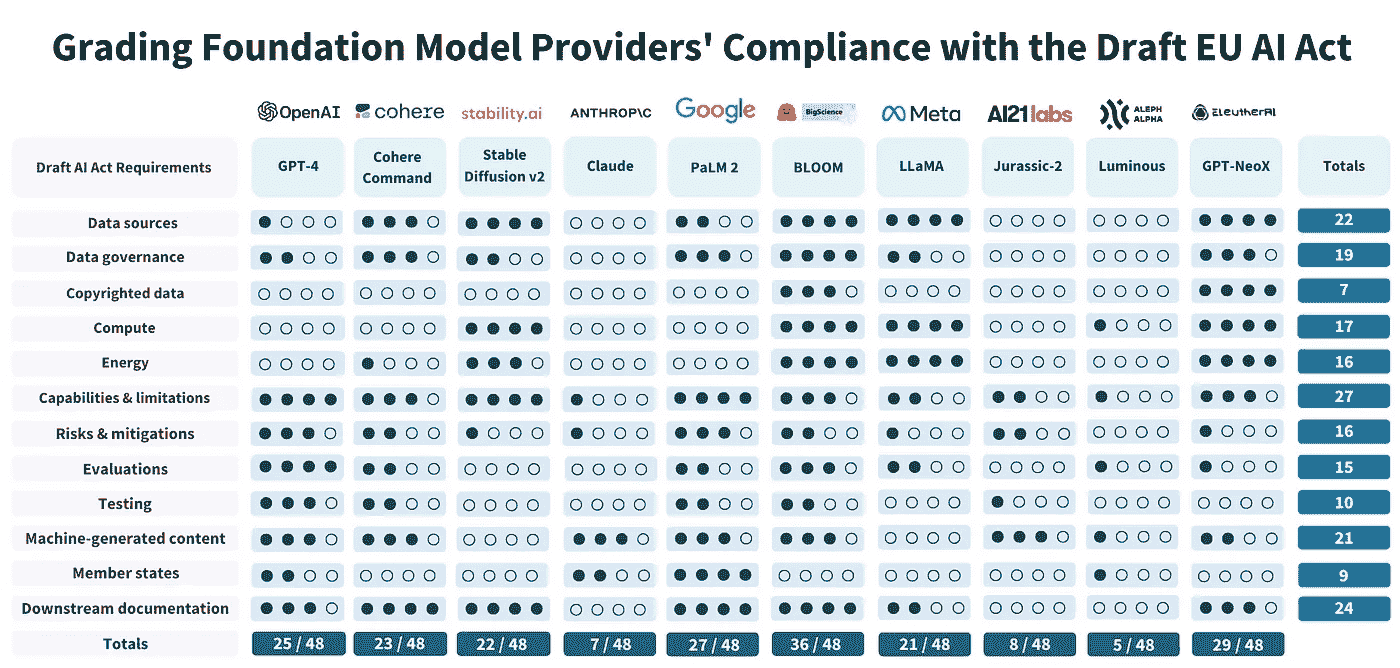 Grading Foundation Model Providers' Compliance with the Draft EU AI Act
OpenAI cohere stability.ai ANTHROP\C Google BigScience Meta AI21labs ALEPH ALPHA EleutherAI
Draft AI Act Requirements GPT-4 Cohere Command Stable Diffusion v2 Claude PaLM 2 BLOOM LLaMA Jurassic-2 Luminous GPT-NeoX Totals
Data sources 22
Data governance 19
Copyrighted data 7
Compute 17
Energy 16
Capabilities & limitations 27
Risks & mitigations 16
Evaluations 15
Testing 10
Machine-generated content 21
Member states 9
Downstream documentation 24
Totals 25 / 48 23 / 48 22 / 48 7 / 48 27 / 48 36 / 48 21 / 48 8 / 48 5 / 48 29 / 48